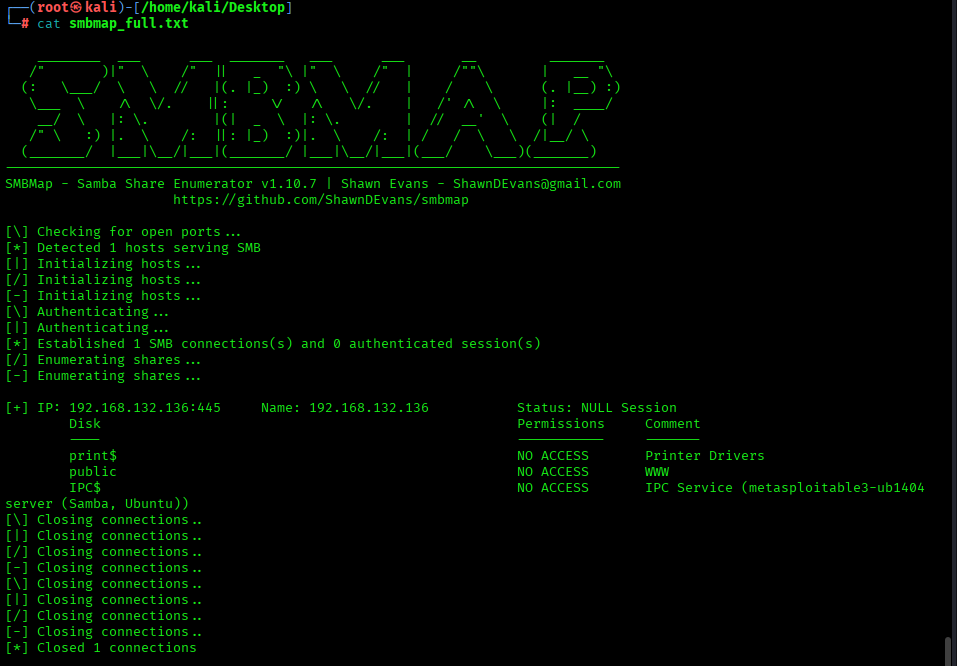 ┌──(root㉿kali)-[/home/kali/Desktop]
└─# cat smbmap_full.txt
    ________  ___      ___  _______   ___      ___       __         _______
   /"       )|"  \    /"  ||   _  "\ |"  \    /"  |     /""\       |   __ "\
  (:   \___/  \   \  //   |(. |_)  :) \   \  //   |    /    \      (. |__) :)
   \___  \    /\   \/.    ||:     \/   /\   \/.    |   /' /\  \     |:  ____/
    __/  \   |: \.        |(|  _  \  |: \.        |  //  __'  \    (|  /
   /" \   :) |.  \    /:  ||: |_)  :)|.  \    /:  | /   /  \   \  /|__/ \
  (_______/  |___|\__/|___|(_______/ |___|\__/|___|(___/    \___)(_______)
-----------------------------------------------------------------------------
SMBMap - Samba Share Enumerator v1.10.7 | Shawn Evans - ShawnDEvans@gmail.com
                     https://github.com/ShawnDEvans/smbmap
[\] Checking for open ports...
[*] Detected 1 hosts serving SMB
[|] Initializing hosts...
[/] Initializing hosts...
[-] Initializing hosts...
[\] Authenticating...
[|] Authenticating...
[*] Established 1 SMB connections(s) and 0 authenticated session(s)
[/] Enumerating shares...
[-] Enumerating shares...
[+] IP: 192.168.132.136:445     Name: 192.168.132.136           Status: NULL Session
        Disk                                                    Permissions     Comment
        ----                                                    -----------     -------
        print$                                                  NO ACCESS       Printer Drivers
        public                                                  NO ACCESS       WWW
        IPC$                                                    NO ACCESS       IPC Service (metasploitable3-ub1404
server (Samba, Ubuntu))
[\] Closing connections..
[|] Closing connections..
[/] Closing connections..
[-] Closing connections..
[\] Closing connections..
[|] Closing connections..
[/] Closing connections..
[-] Closing connections..
[*] Closed 1 connections